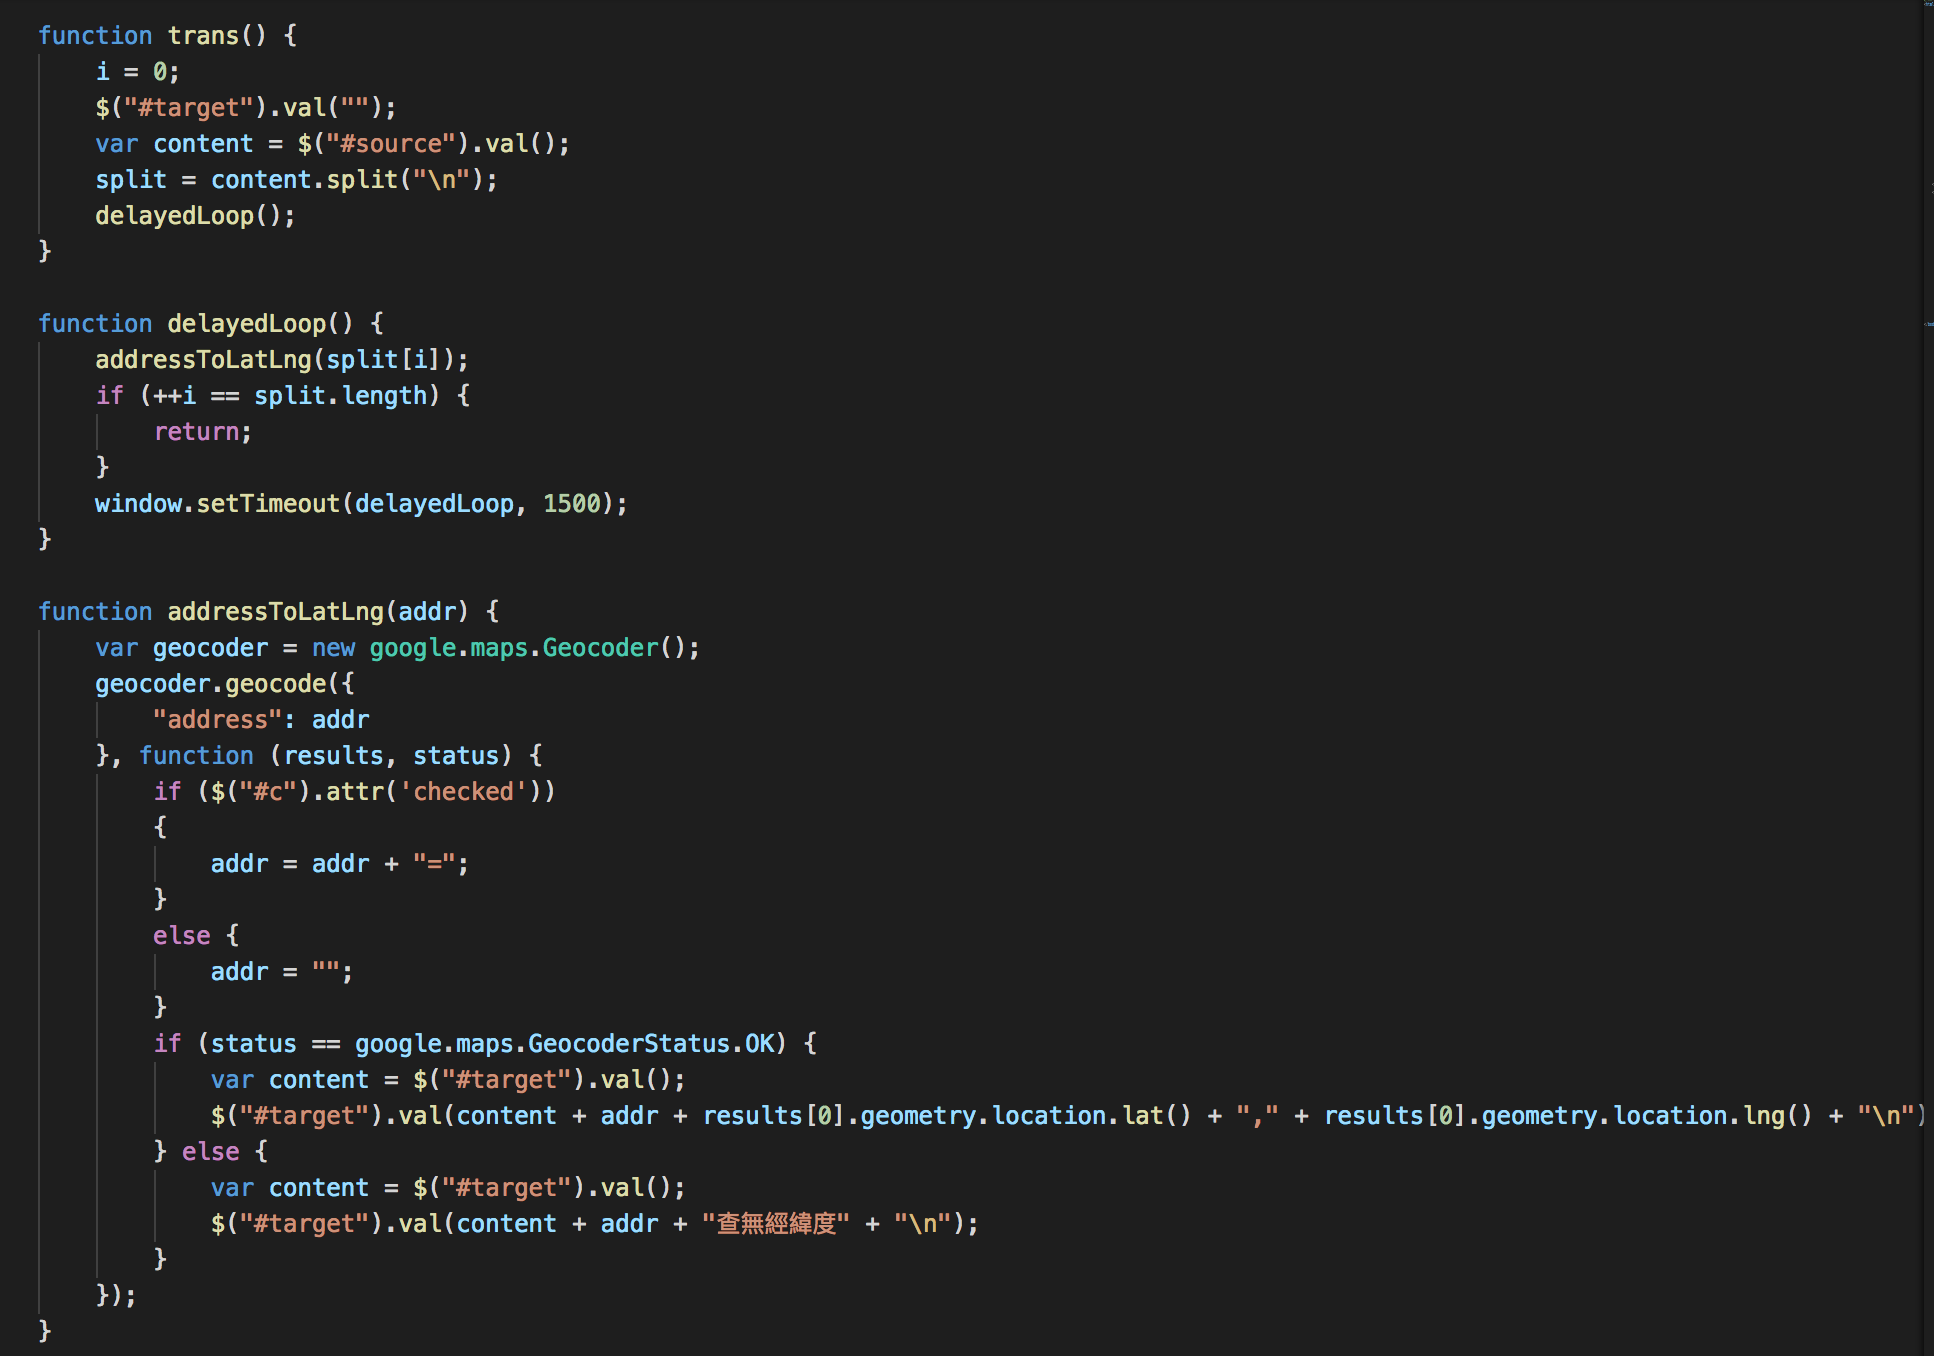 function trans() {
    i = 0;
    $("#target").val("");
    var content = $("#source").val();
    split = content.split("\n");
    delayedLoop();
}

function delayedLoop() {
    addressToLatLng(split[i]);
    if (++i == split.length) {
        return;
    }
    window.setTimeout(delayedLoop, 1500);
}

function addressToLatLng(addr) {
    var geocoder = new google.maps.Geocoder();
    geocoder.geocode({
        "address": addr
    }, function (results, status) {
        if ($("#c").attr('checked'))
        {
            addr = addr + "=";
        }
        else {
            addr = "";
        }
        if (status == google.maps.GeocoderStatus.OK) {
            var content = $("#target").val();
            $("#target").val(content + addr + results[0].geometry.location.lat() + "," + results[0].geometry.location.lng() + "\n")
        } else {
            var content = $("#target").val();
            $("#target").val(content + addr + "查無經緯度" + "\n");
        }
    });
}